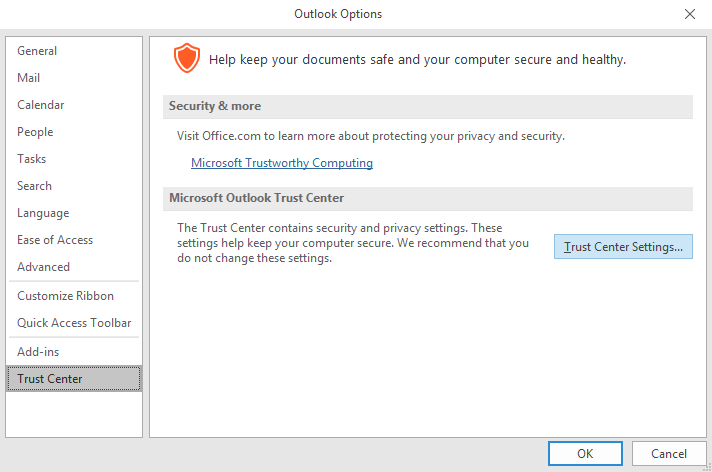 Outlook Options
General
Mail
Calendar
People
Tasks
Search
Language
Ease of Access
Advanced
Customize Ribbon
Quick Access Toolbar
Add-ins
Trust Center
Help keep your documents safe and your computer secure and healthy.
Security & more
Visit Office.com to learn more about protecting your privacy and security.
Microsoft Trustworthy Computing
Microsoft Outlook Trust Center
The Trust Center contains security and privacy settings. These
settings help keep your computer secure. We recommend that you
do not change these settings.
Trust Center Settings...
OK
Cancel